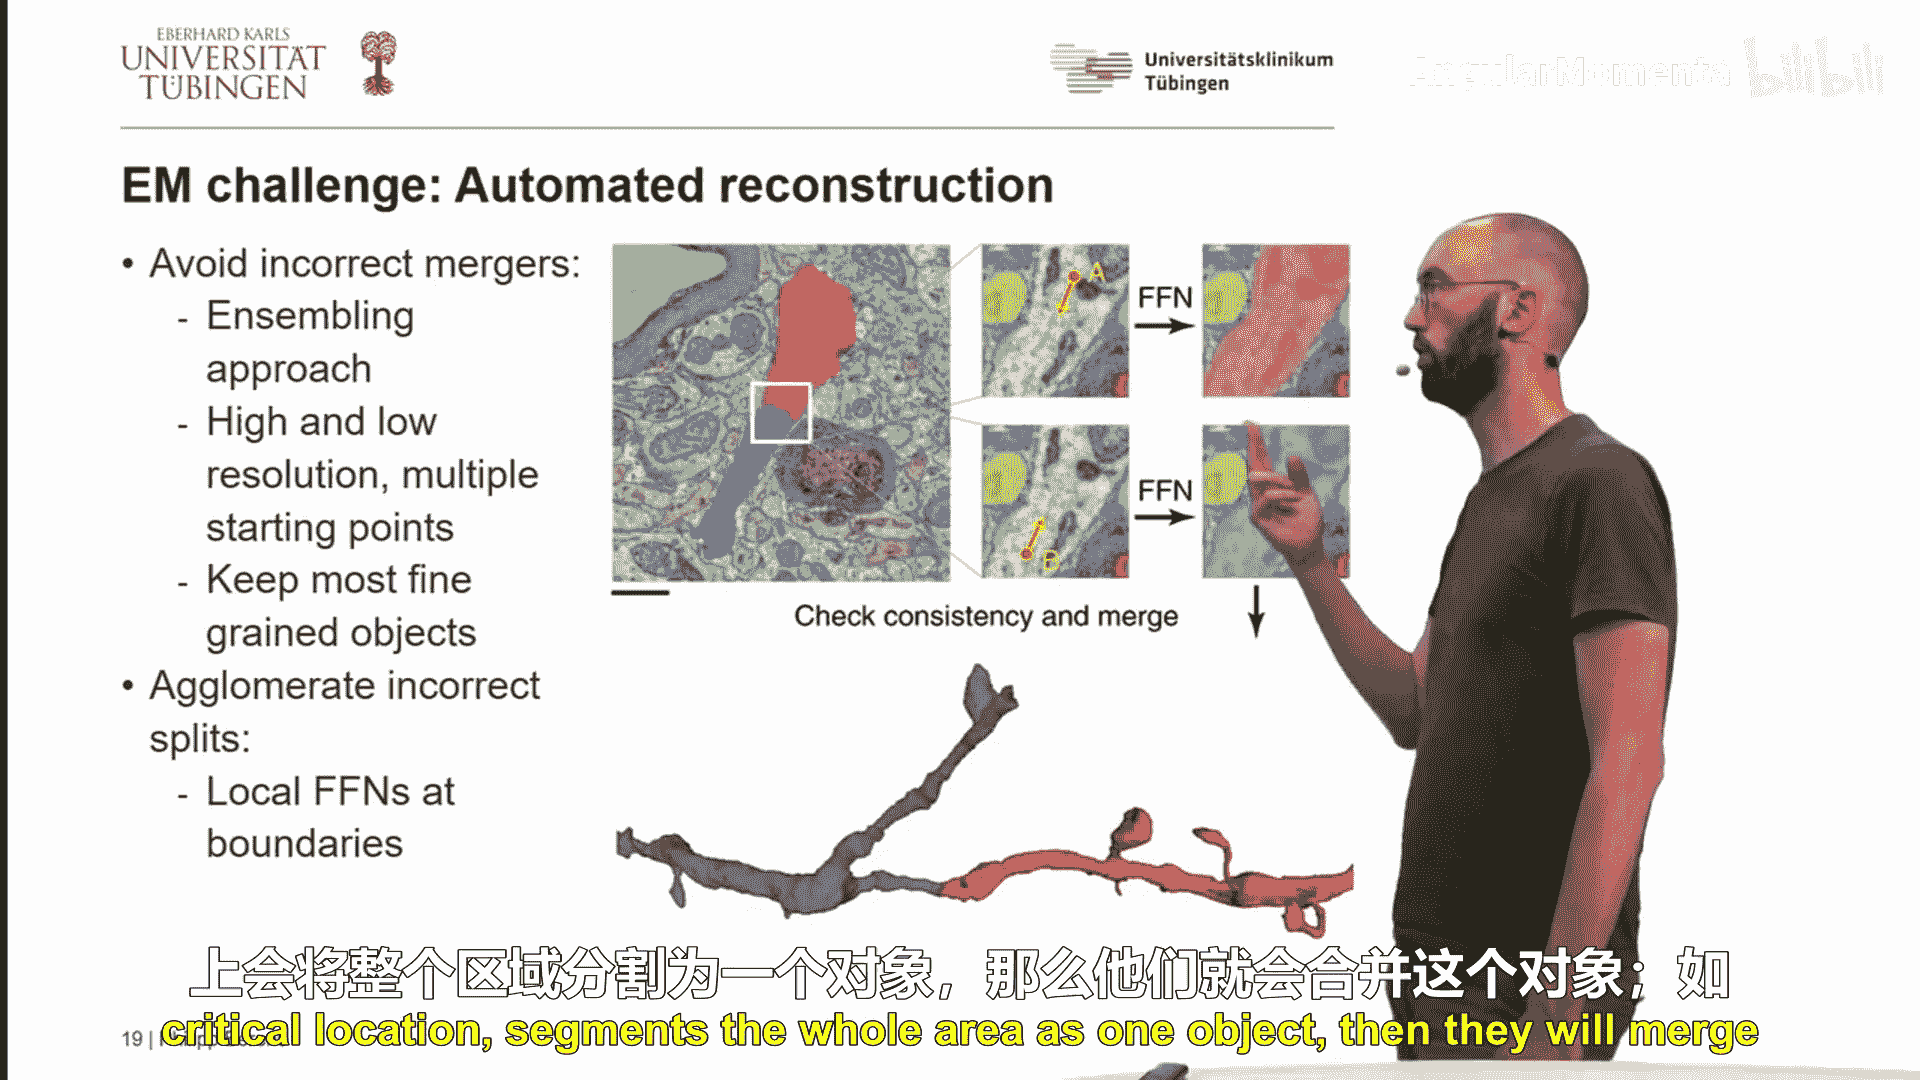 EBERHARD KARLS
UNIVERSITÄT
TÜBINGEN
Universitätsklinikum
Tübingen
AngularMomenta
bilibili
EM challenge: Automated reconstruction
• Avoid incorrect mergers:
- Ensembling
approach
- High and low
resolution, multiple
starting points
- Keep most fine
grained objects
• Agglomerate incorrect
splits:
- Local FFNs at
boundaries
A
FFN
B
FFN
Check consistency and merge
上会将整个区域分割为一个对象，那么他们就会合并这个对象；如
critical location, segments the whole area as one object, then they will merge
19 |